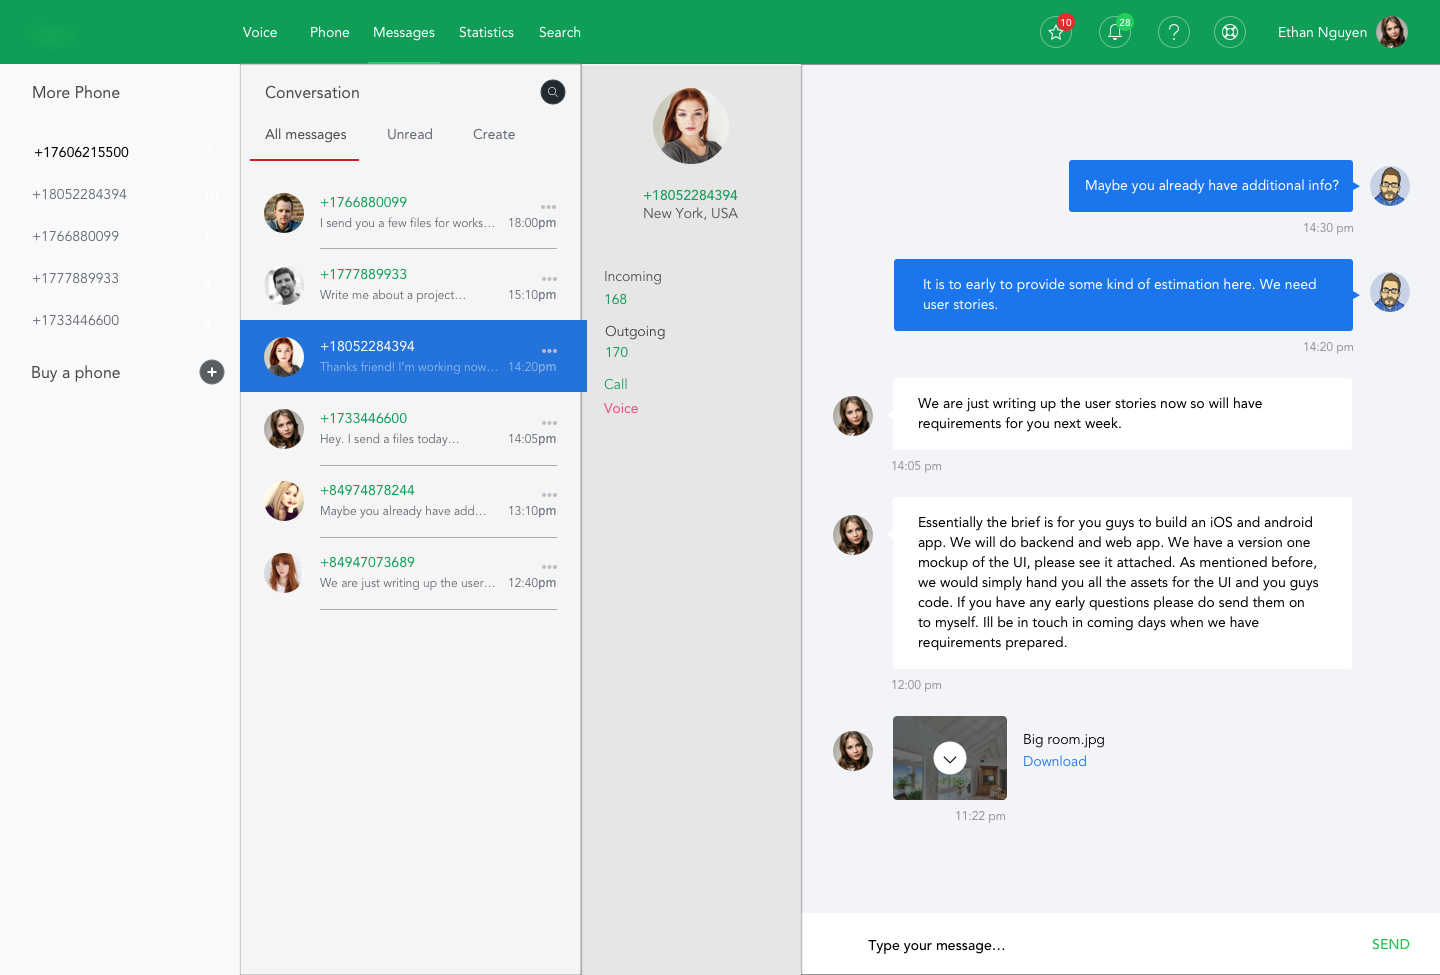 Voice
Phone
Messages
Statistics
Search
10
28
?
Ethan Nguyen
More Phone
+17606215500
7
+18052284394
10
+1766880099
15
+1777889933
+1733446600
Buy a phone
Conversation
All messages
Unread
Create
+1766880099
I send you a few files for works...
18:00pm
+1777889933
Write me about a project...
15:10pm
+18052284394
Thanks friend! I'm working now...
14:20pm
+1733446600
Hey. I send a files today...
14:05pm
+84974878244
Maybe you already have add...
13:10pm
+84947073689
We are just writing up the user...
12:40pm
+18052284394
New York, USA
Incoming
168
Outgoing
170
Call
Voice
Maybe you already have additional info?
14:30 pm
It is to early to provide some kind of estimation here. We need
user stories.
14:20 pm
We are just writing up the user stories now so will have
requirements for you next week.
14:05 pm
Essentially the brief is for you guys to build an iOS and android
app. We will do backend and web app. We have a version one
mockup of the UI, please see it attached. As mentioned before,
we would simply hand you all the assets for the UI and you guys
code. If you have any early questions please do send them on
to myself. Ill be in touch in coming days when we have
requirements prepared.
12:00 pm
Big room.jpg
Download
11:22 pm
Type your message...
SEND